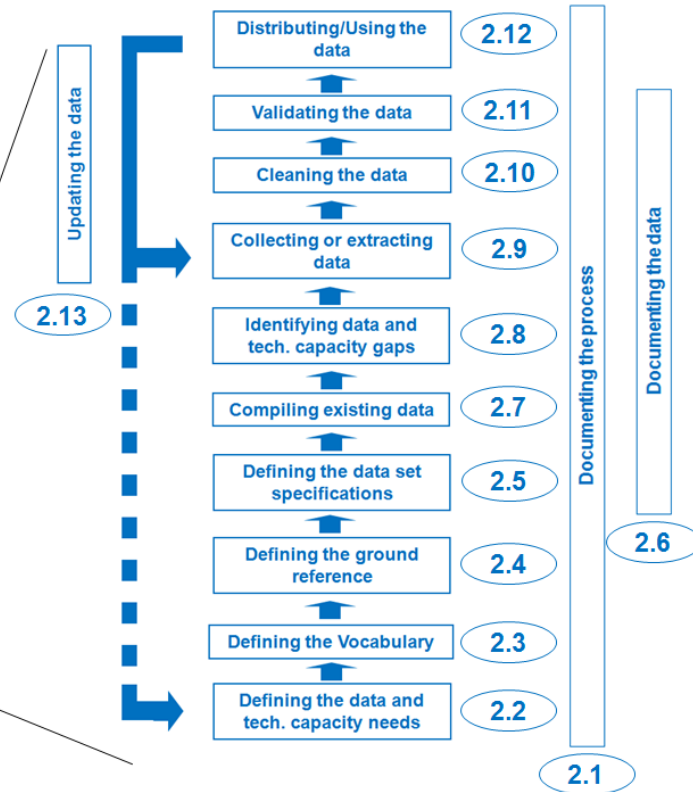 Distributing/Using the
data
2.12
Validating the data
2.11
Cleaning the data
2.10
Collecting or extracting
data
2.9
Identifying data and
tech. capacity gaps
2.8
Compiling existing data
2.7
Defining the data set
specifications
2.5
Defining the ground
reference
2.4
Defining the Vocabulary
2.3
Defining the data and
tech. capacity needs
2.2
Updating the data
2.13
Documenting the process
2.1
Documenting the data
2.6